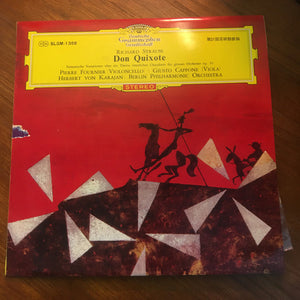 BLSM-1308
Deutsche
Grammophon
Gesellschaft
RICHARD STRAUSS
Don Quixote
PIERRE FOURNIER (VIOLONCELLO) · GIUSTO CAPPONE (VIOLA)
HERBERT VON KARAJAN · BERLIN PHILHARMONIC ORCHESTRA
STEREO